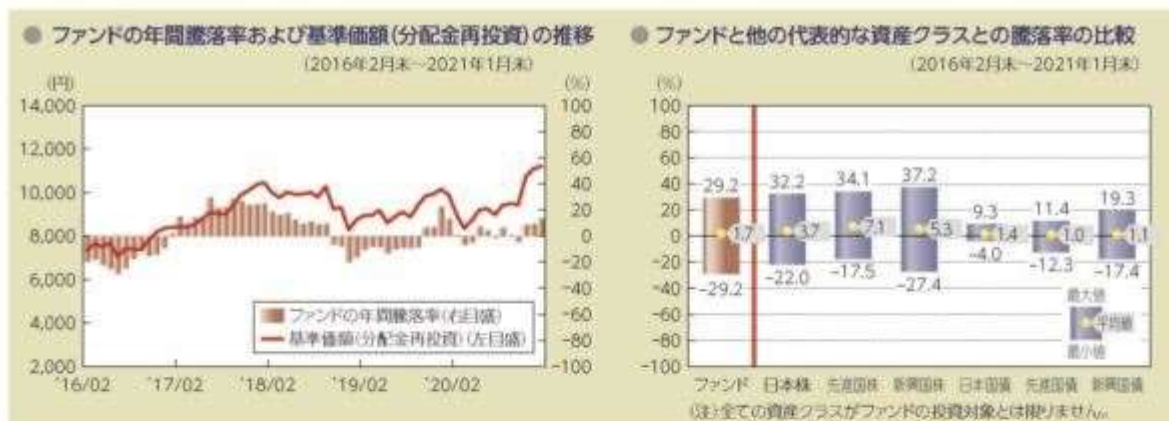 ● ファンドの年間騰落率および基準価額(分配金再投資)の推移
(2016年2月末～2021年1月末)
(円)
(%)
14,000
12,000
10,000
8,000
6,000
4,000
2,000
100
80
60
40
20
0
-20
-40
-60
-80
-100
ファンドの年間騰落率(右目盛)
基準価額(分配金再投資)(左目盛)
'16/02 '17/02 '18/02 '19/02 '20/02
● ファンドと他の代表的な資産クラスとの騰落率の比較
(2016年2月末～2021年1月末)
(%)
100
80
60
40
20
0
-20
-40
-60
-80
-100
29.2 32.2 34.1 37.2 9.3 11.4 19.3
1.7 3.7 7.1 5.3 1.4 1.0 1.1
-29.2 -22.0 -17.5 -27.4 -4.0 -12.3 -17.4
最大値
平均値
最小値
ファンド 日本株 先進国株 新興国株 日本国債 先進国債 新興国債
(注)全ての資産クラスがファンドの投資対象とは限りません。